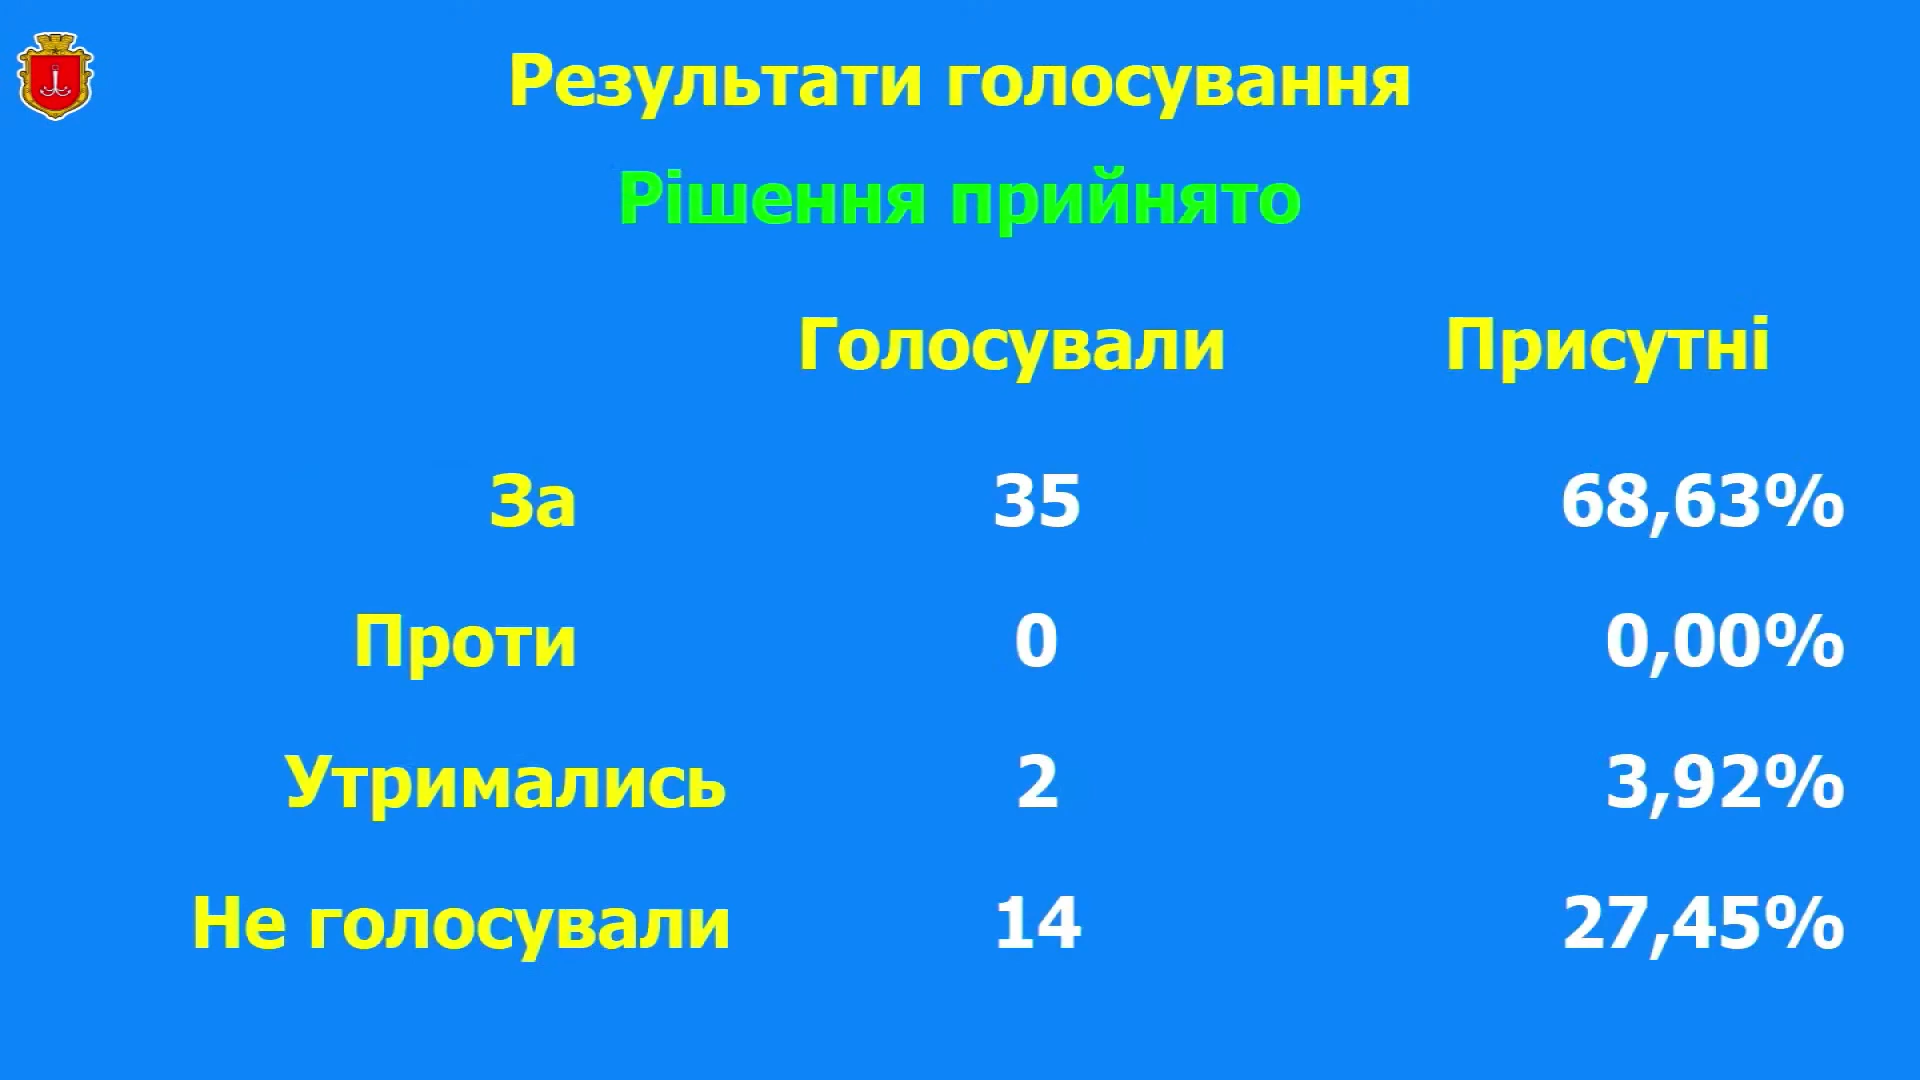 Результати голосування
Рішення прийнято
Голосували Присутні
За 35 68,63%
Проти 0 0,00%
Утримались 2 3,92%
Не голосували 14 27,45%